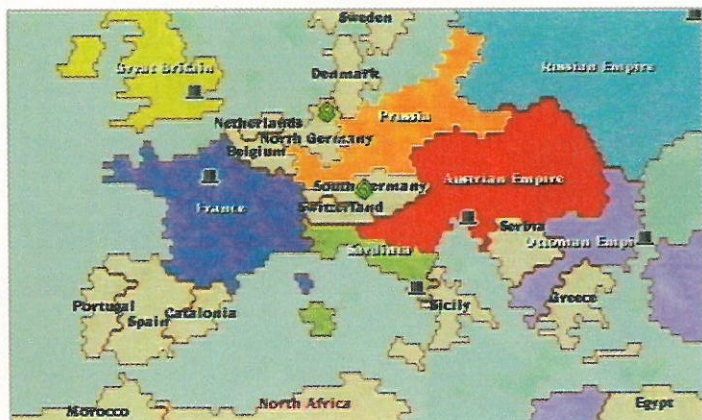 Sweden
Great Britain
Denmark
Russian Empire
Netherlands
Prussia
North Germany
Belgium
South Germany
Austrian Empire
France
Switzerland
Serbia
Sardinia
Ottoman Empi
Portugal
Spain
Catalonia
Sicily
Greece
Morocco
North Africa
Egypt